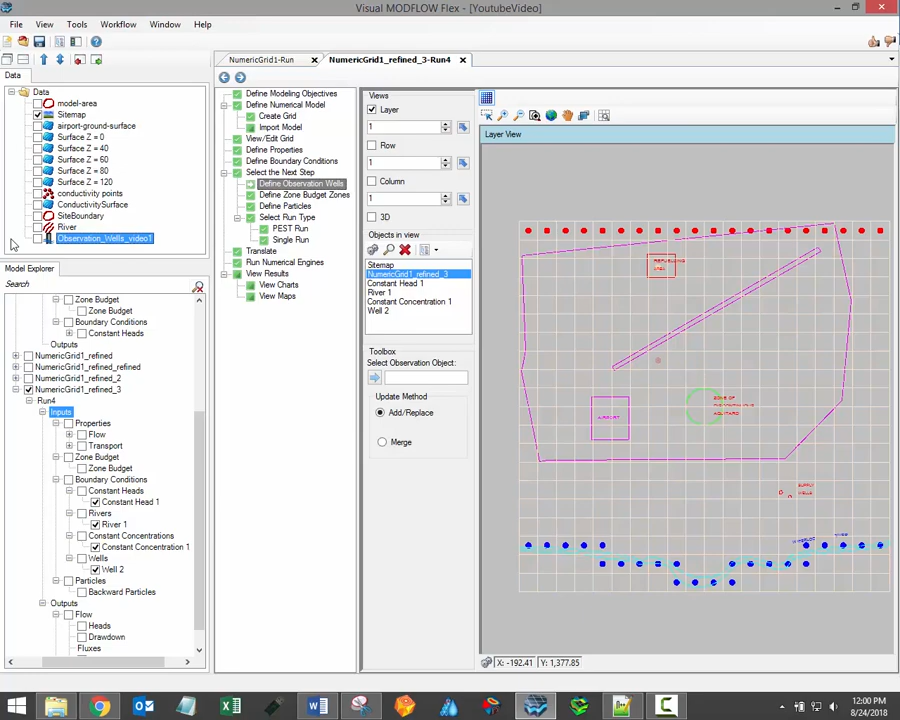 Visual MODFLOW Flex - [YoutubeVideo]
File View Tools Workflow Window Help
Data
Data
model-area
Sitemap
airport-ground-surface
Surface Z = 0
Surface Z = 40
Surface Z = 60
Surface Z = 80
Surface Z = 120
conductivity points
ConductivitySurface
SiteBoundary
River
Observation_Wells_video1
Model Explorer
Search
Zone Budget
Zone Budget
Boundary Conditions
Constant Heads
Outputs
NumericGrid1_refined
NumericGrid1_refined_refined
NumericGrid1_refined_2
NumericGrid1_refined_3
Run4
Inputs
Properties
Flow
Transport
Zone Budget
Zone Budget
Boundary Conditions
Constant Heads
Constant Head 1
Rivers
River 1
Constant Concentrations
Constant Concentration 1
Wells
Well 2
Particles
Backward Particles
Outputs
Flow
Heads
Drawdown
Fluxes
NumericGrid1-Run
NumericGrid1_refined_3-Run4
Define Modeling Objectives
Define Numerical Model
Create Grid
Import Model
View/Edit Grid
Define Properties
Define Boundary Conditions
Select the Next Step
Define Observation Wells
Define Zone Budget Zones
Define Particles
Select Run Type
PEST Run
Single Run
Translate
Run Numerical Engines
View Results
View Charts
View Maps
Views
Layer
1
Row
1
Column
1
3D
Objects in view
Sitemap
NumericGrid1_refined_3
Constant Head 1
River 1
Constant Concentration 1
Well 2
Toolbox
Select Observation Object:
Update Method
Add/Replace
Merge
Layer View
REFUELLING
AREA
AIRPORT
ZONE OF
AQUITARD
SUPPLY
WELLS
X: -192.41 Y: 1,377.85
12:00 PM
8/24/2018